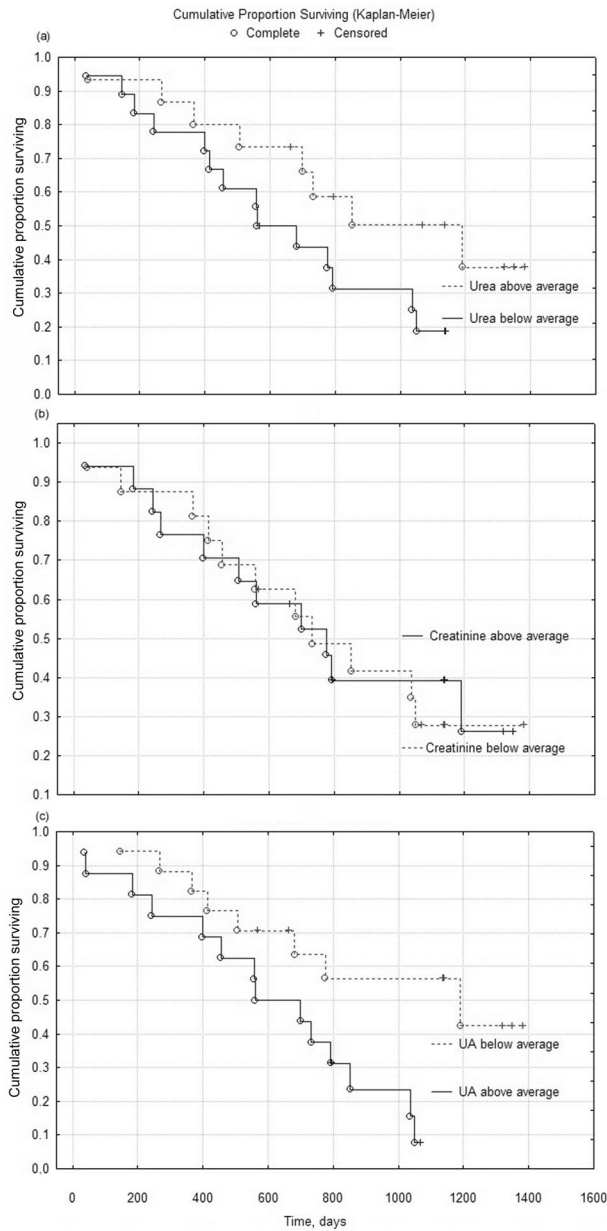 Cumulative Proportion Surviving (Kaplan-Meier)
Complete + Censored
(a)
1.0
0.9
0.8
0.7
0.6
0.5
0.4
0.3
0.2
0.1
0.0
Cumulative proportion surviving
Urea above average
Urea below average
(b)
1.0
0.9
0.8
0.7
0.6
0.5
0.4
0.3
0.2
0.1
Cumulative proportion surviving
Creatinine above average
Creatinine below average
(c)
1.0
0.9
0.8
0.7
0.6
0.5
0.4
0.3
0.2
0.1
0.0
Cumulative proportion surviving
UA below average
UA above average
0 200 400 600 800 1000 1200 1400 1600
Time, days